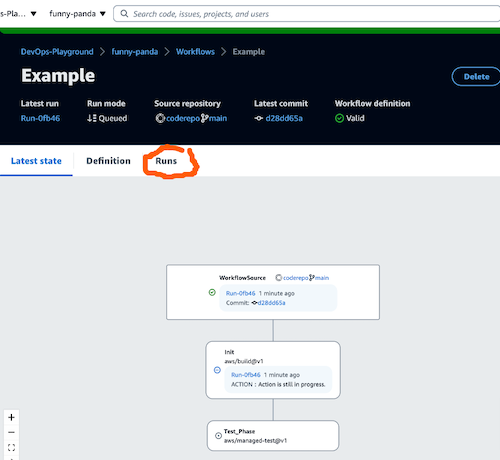 s-Pla... funny-panda Search code, issues, projects, and users
DevOps-Playground funny-panda Workflows Example
Example
Delete
Latest run Run mode Source repository Latest commit Workflow definition
Run-0fb46 Queued coderepo main d28dd65a Valid
Latest state Definition Runs
WorkflowSource coderepo main
Run-0fb46 1 minute ago
Commit: d28dd65a
Init
aws/build@v1
Run-0fb46 1 minute ago
ACTION : Action is still in progress.
Test_Phase
aws/managed-test@v1